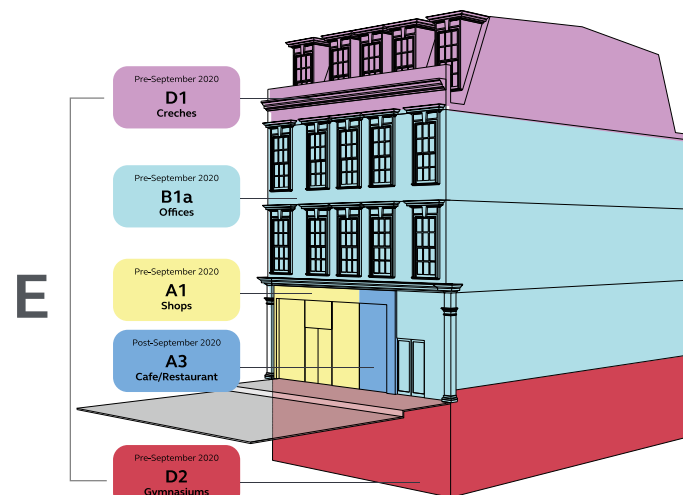 Pre-September 2020
D1
Creches
Pre-September 2020
B1a
Offices
E
Pre-September 2020
A1
Shops
Post-September 2020
A3
Cafe/Restaurant
Pre-September 2020
D2
Gymnasiums